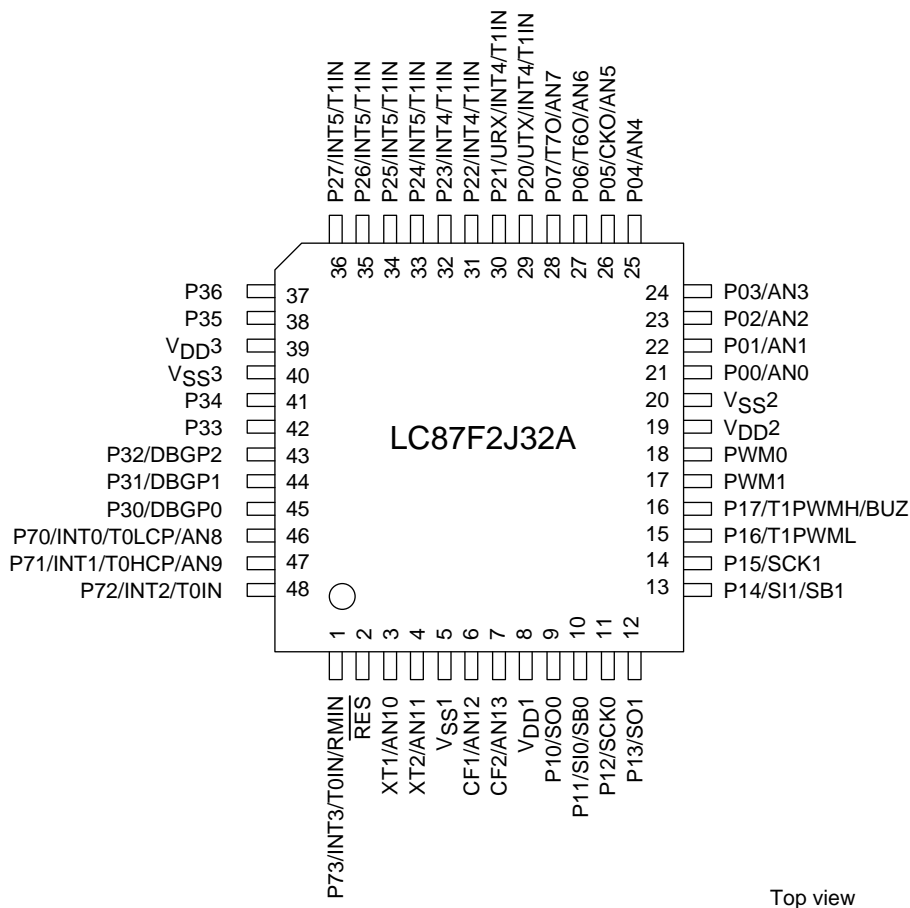 P27/INT5/T1IN
P26/INT5/T1IN
P25/INT5/T1IN
P24/INT5/T1IN
P23/INT4/T1IN
P22/INT4/T1IN
P21/URX/INT4/T1IN
P20/UTX/INT4/T1IN
P07/T7O/AN7
P06/T6O/AN6
P05/CKO/AN5
P04/AN4
36
35
34
33
32
31
30
29
28
27
26
25
P36 37
P35 38
VDD3 39
VSS3 40
P34 41
P33 42
P32/DBGP2 43
P31/DBGP1 44
P30/DBGP0 45
P70/INT0/T0LCP/AN8 46
P71/INT1/T0HCP/AN9 47
P72/INT2/T0IN 48
LC87F2J32A
24 P03/AN3
23 P02/AN2
22 P01/AN1
21 P00/AN0
20 VSS2
19 VDD2
18 PWM0
17 PWM1
16 P17/T1PWMH/BUZ
15 P16/T1PWML
14 P15/SCK1
13 P14/SI1/SB1
1
2
3
4
5
6
7
8
9
10
11
12
P73/INT3/T0IN/RMIN
RES
XT1/AN10
XT2/AN11
VSS1
CF1/AN12
CF2/AN13
VDD1
P10/SO0
P11/SI0/SB0
P12/SCK0
P13/SO1
Top view